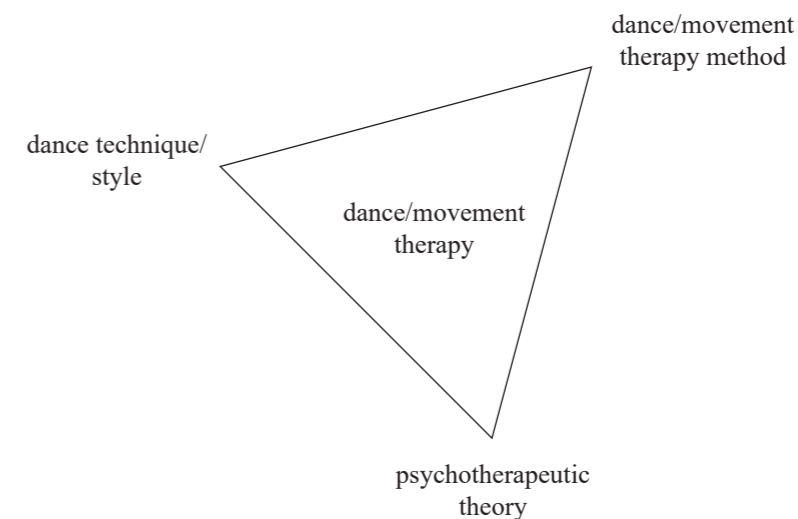 dance/movement
therapy method
dance technique/
style
dance/movement
therapy
psychotherapeutic
theory